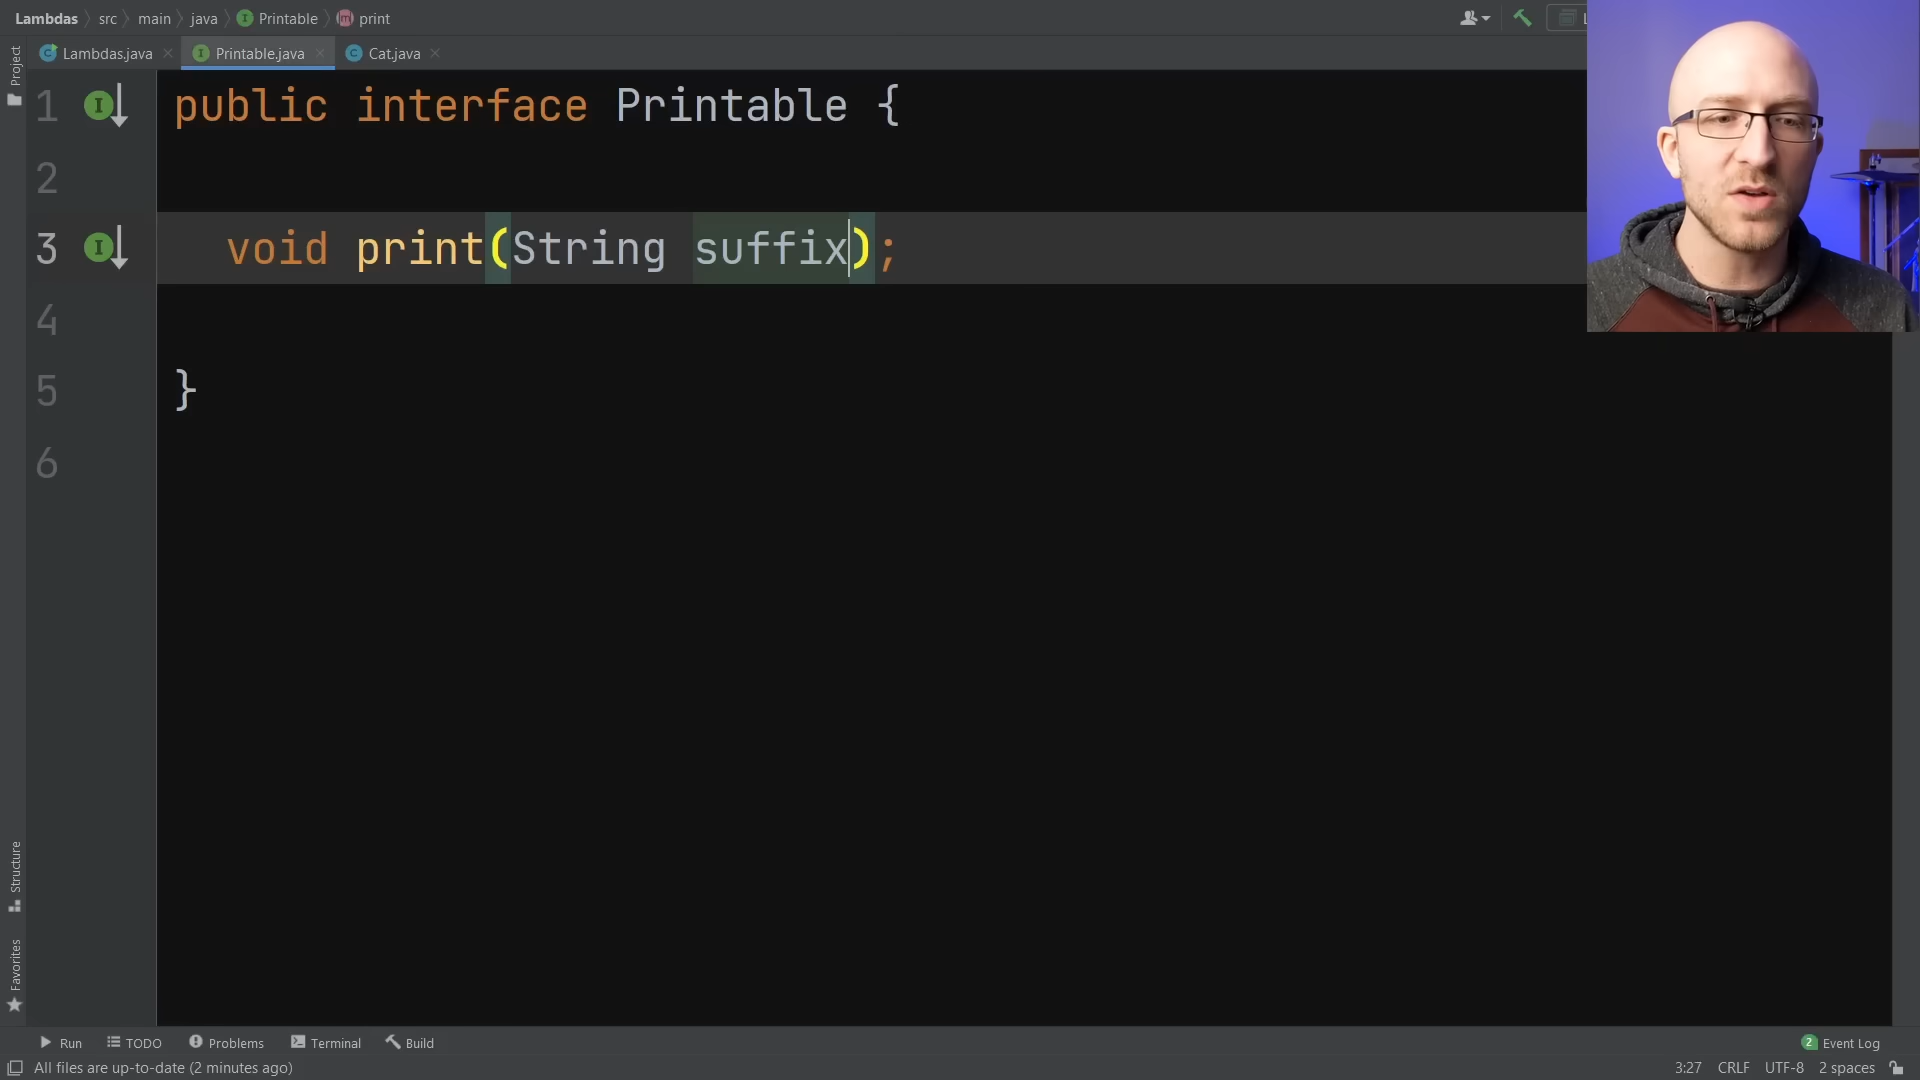 Lambdas src main java Printable print
Lambdas.java Printable.java Cat.java
Project
1 public interface Printable {
2
3 void print(String suffix);
4
5 }
6
Structure
Favorites
Run TODO Problems Terminal Build 2 Event Log
All files are up-to-date (2 minutes ago) 3:27 CRLF UTF-8 2 spaces